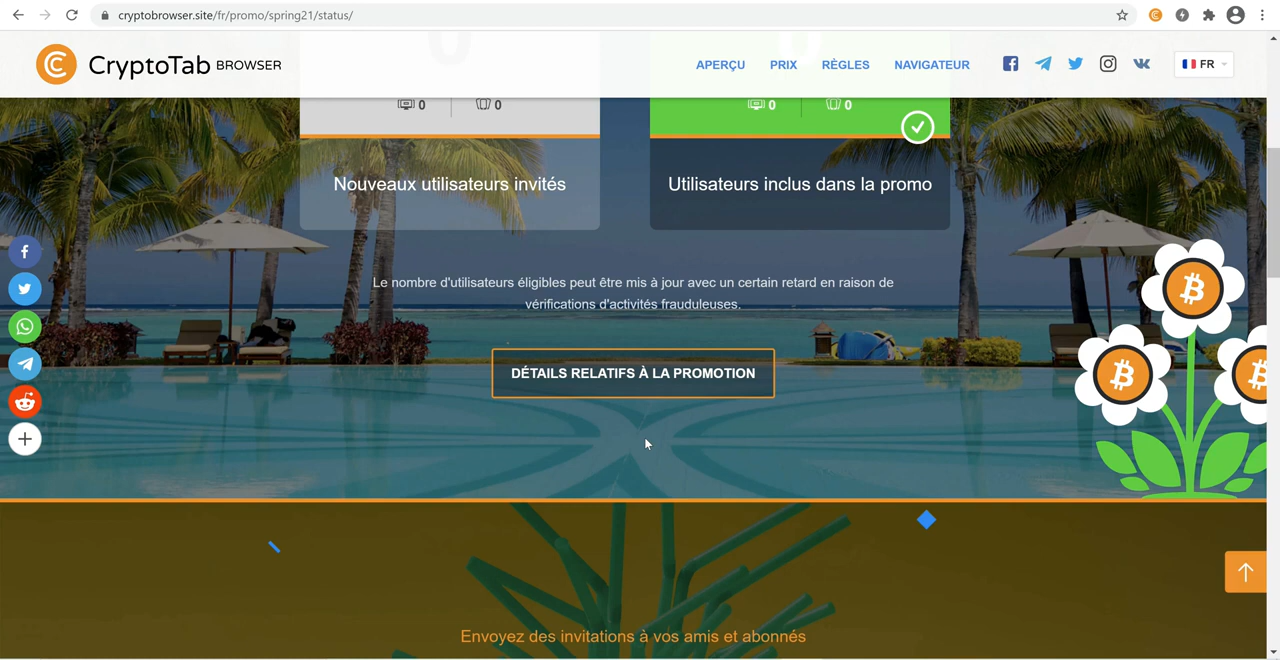 cryptobrowser.site/fr/promo/spring21/status/
CryptoTab BROWSER
APERÇU
PRIX
RÈGLES
NAVIGATEUR
FR
0
0
0
0
Nouveaux utilisateurs invités
Utilisateurs inclus dans la promo
Le nombre d'utilisateurs éligibles peut être mis à jour avec un certain retard en raison de
vérifications d'activités frauduleuses.
DÉTAILS RELATIFS À LA PROMOTION
Envoyez des invitations à vos amis et abonnés